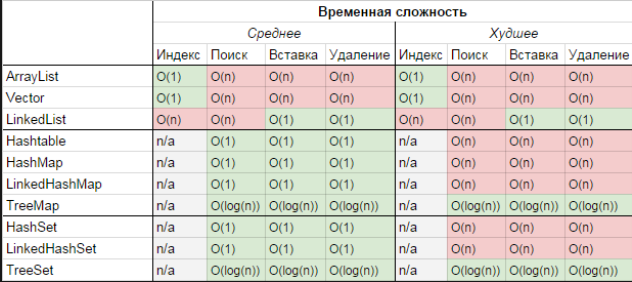 Временная сложность
Среднее Худшее
Индекс Поиск Вставка Удаление Индекс Поиск Вставка Удаление
ArrayList O(1) O(n) O(n) O(n) O(1) O(n) O(n) O(n)
Vector O(1) O(n) O(n) O(n) O(1) O(n) O(n) O(n)
LinkedList O(n) O(n) O(1) O(1) O(n) O(n) O(1) O(1)
Hashtable n/a O(1) O(1) O(1) n/a O(n) O(n) O(n)
HashMap n/a O(1) O(1) O(1) n/a O(n) O(n) O(n)
LinkedHashMap n/a O(1) O(1) O(1) n/a O(n) O(n) O(n)
TreeMap n/a O(log(n)) O(log(n)) O(log(n)) n/a O(log(n)) O(log(n)) O(log(n))
HashSet n/a O(1) O(1) O(1) n/a O(n) O(n) O(n)
LinkedHashSet n/a O(1) O(1) O(1) n/a O(n) O(n) O(n)
TreeSet n/a O(log(n)) O(log(n)) O(log(n)) n/a O(log(n)) O(log(n)) O(log(n))